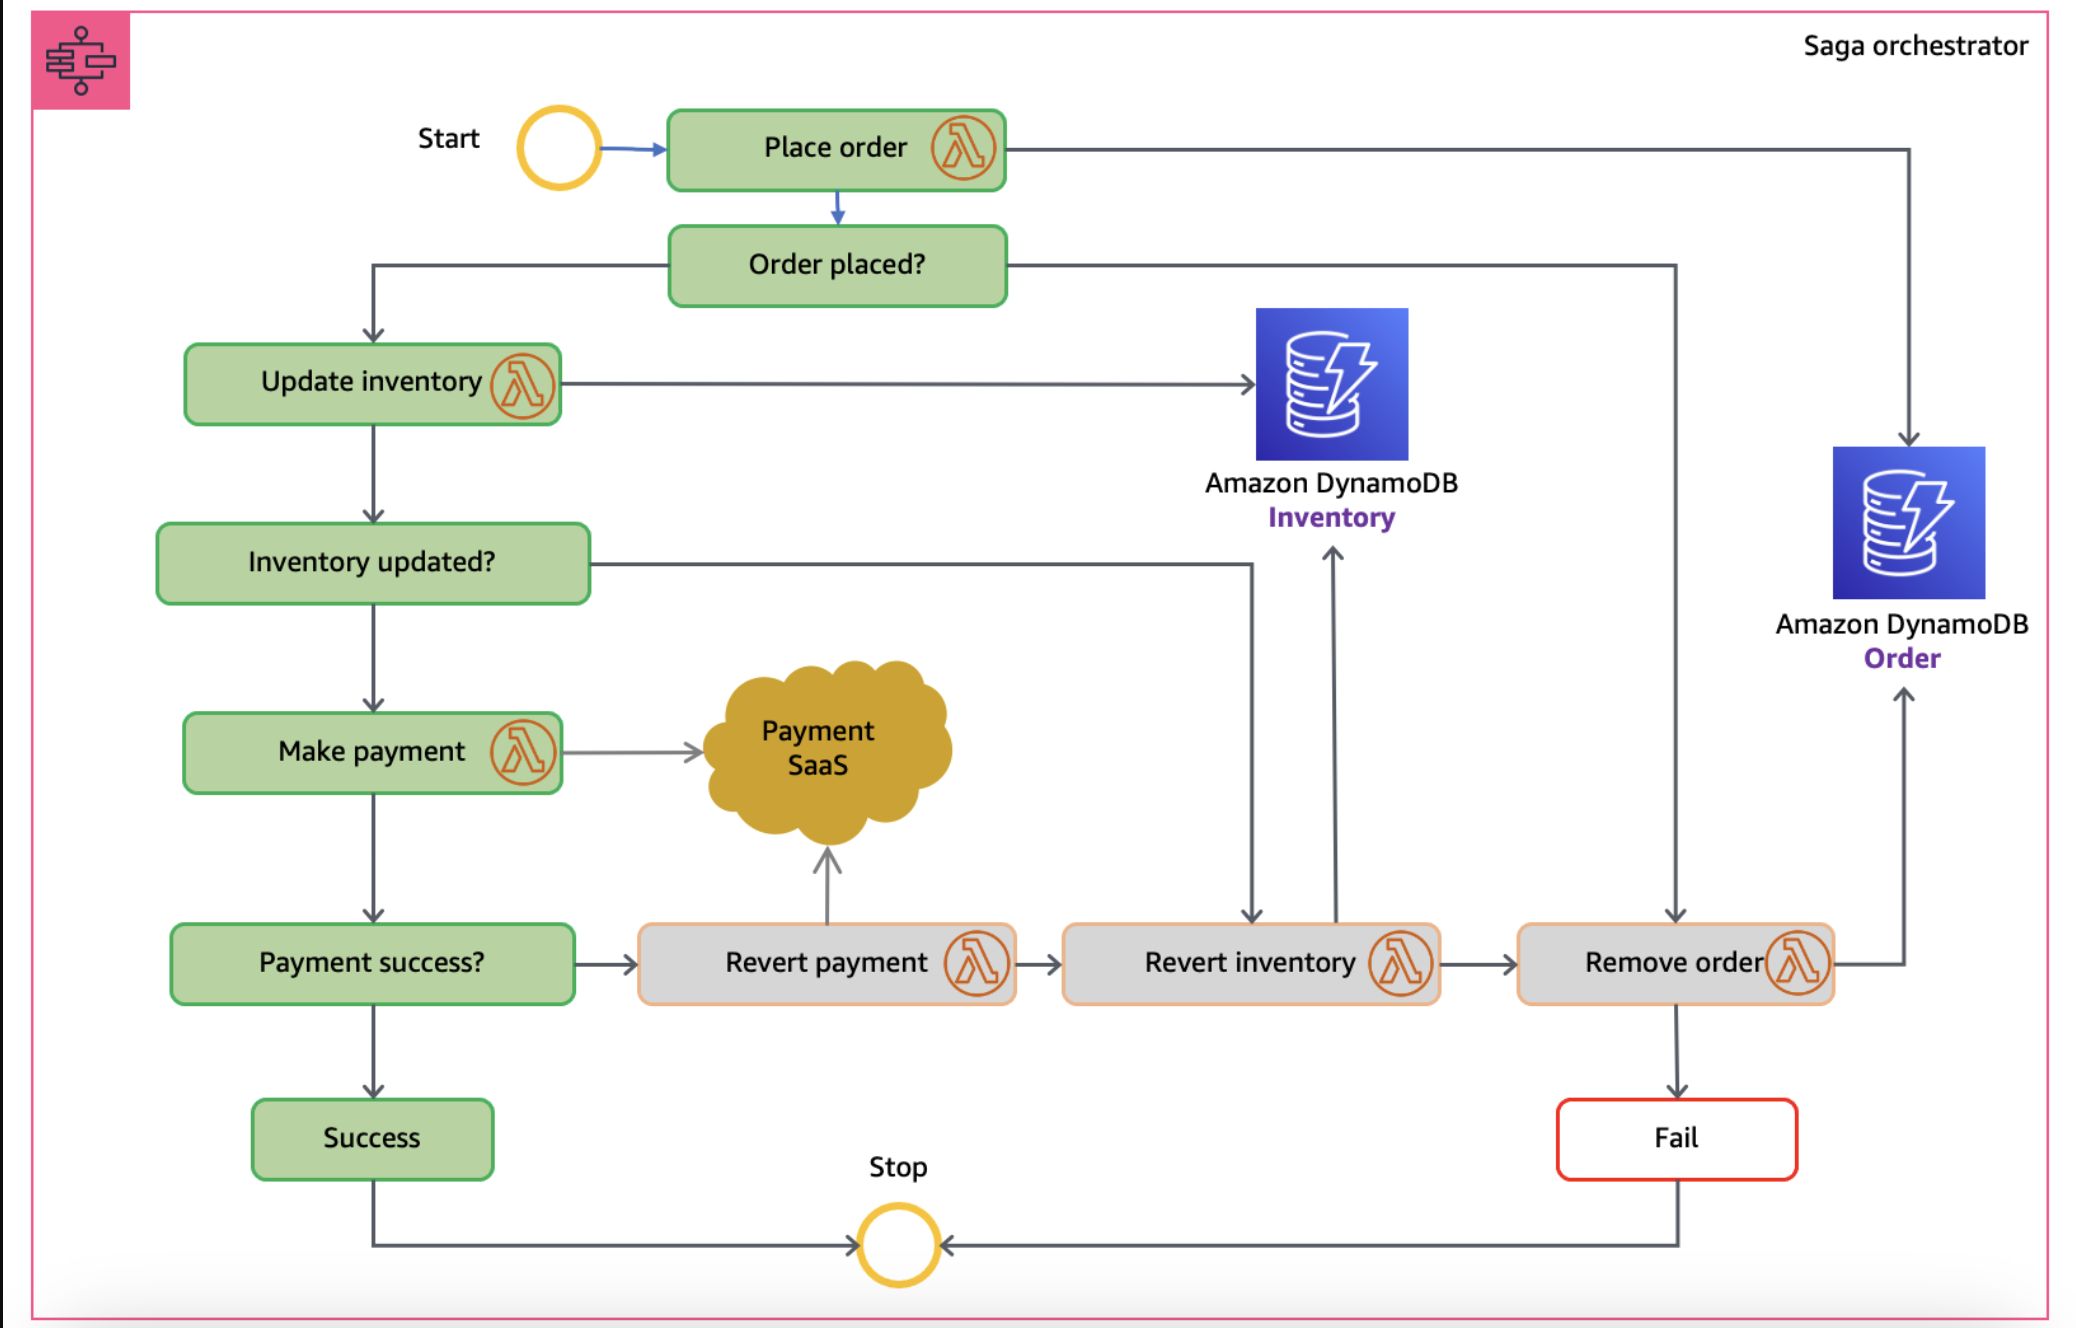 Saga orchestrator
Start
Place order
Order placed?
Update inventory
Amazon DynamoDB
Inventory
Inventory updated?
Amazon DynamoDB
Order
Make payment
Payment
SaaS
Payment success?
Revert payment
Revert inventory
Remove order
Success
Stop
Fail